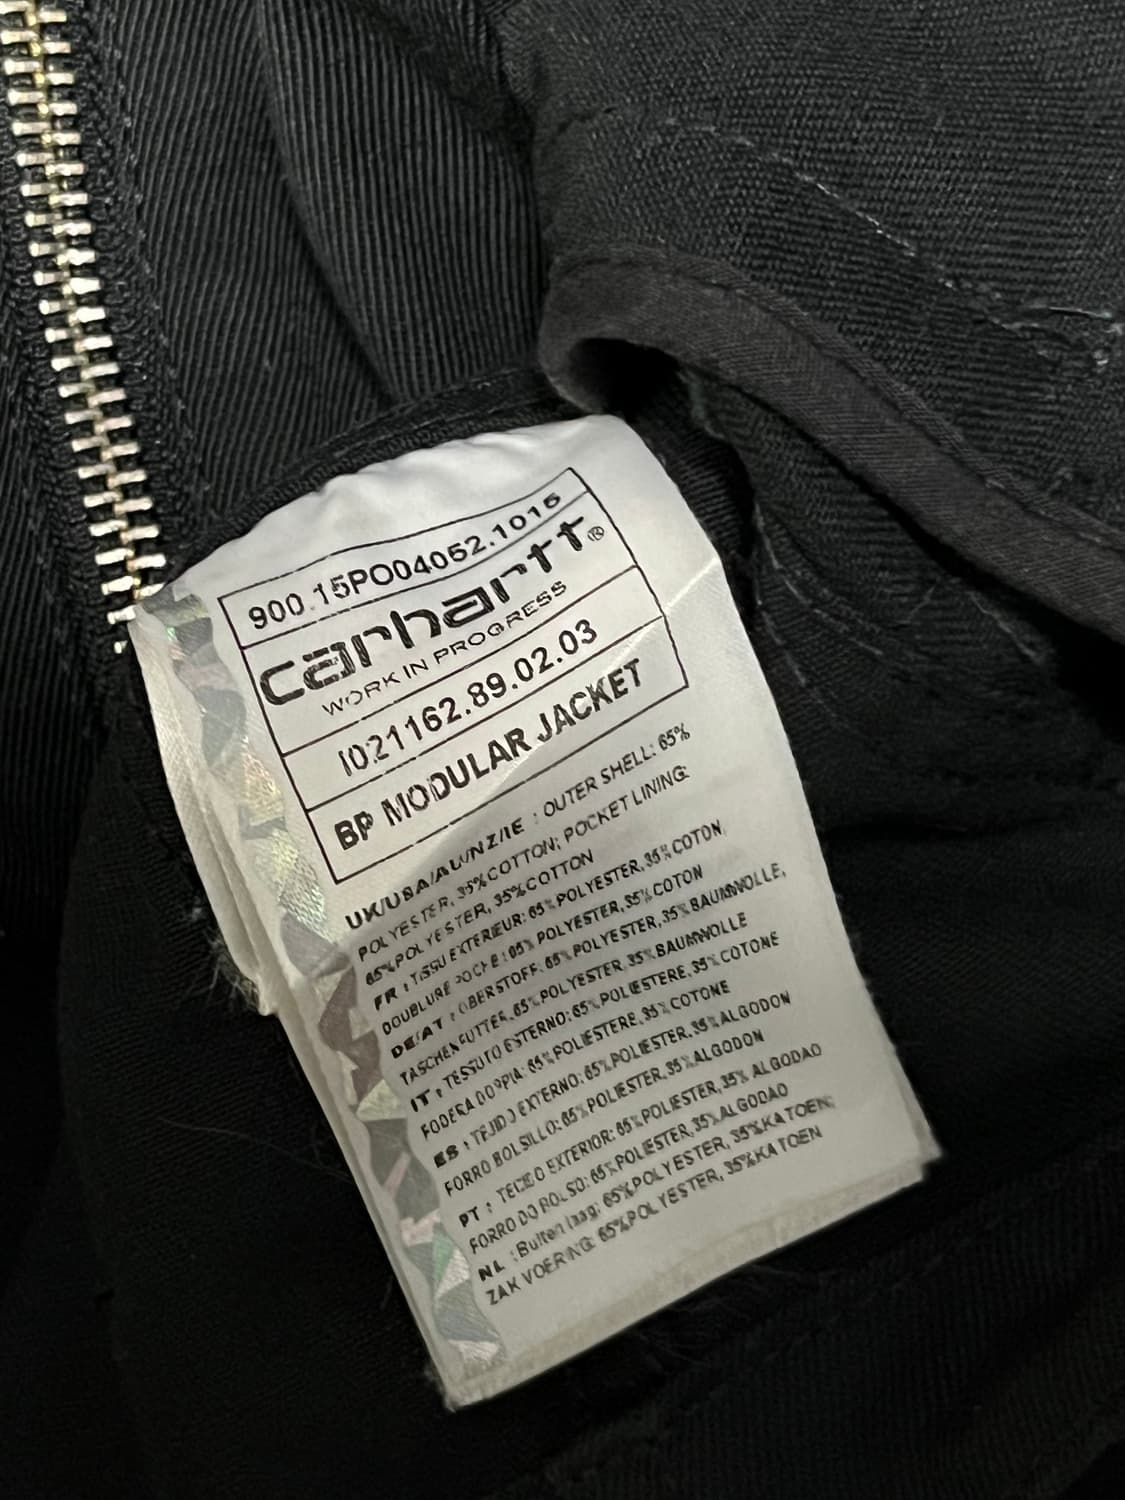 900.15PO04052.1015
carhartt®
WORK IN PROGRESS
I021162.89.02.03
BP MODULAR JACKET
UK/USA/AU/NZ/IE : OUTER SHELL: 65%
POLYESTER, 35%COTTON; POCKET LINING:
65%POLYESTER, 35%COTTON
FR : TISSU EXTERIEUR: 65%POLYESTER,35%COTON,
DOUBLURE POCHE: 65% POLYESTER,35%COTON
DE/AT : OBERSTOFF: 65%POLYESTER,35%BAUMWOLLE,
TASCHENFUTTER,65%POLYESTER,35%BAUMWOLLE
IT : TESSUTO ESTERNO: 65%POLIESTERE,35%COTONE
FODERA DOPPIA: 65%POLIESTERE,35%COTONE
ES : TEJIDO EXTERNO: 65%POLIESTER,35%ALGODON
FORRO BOLSILLO: 65%POLIESTER,35%ALGODON
PT : TECIDO EXTERIOR: 65%POLIESTER,35% ALGODAO
FORRO DO BOLSO: 65%POLIESTER,35%ALGODAO
NL : Buiten laag: 65%POLYESTER, 35%KATOEN;
ZAK VOERING: 65%POLYESTER, 35%KATOEN